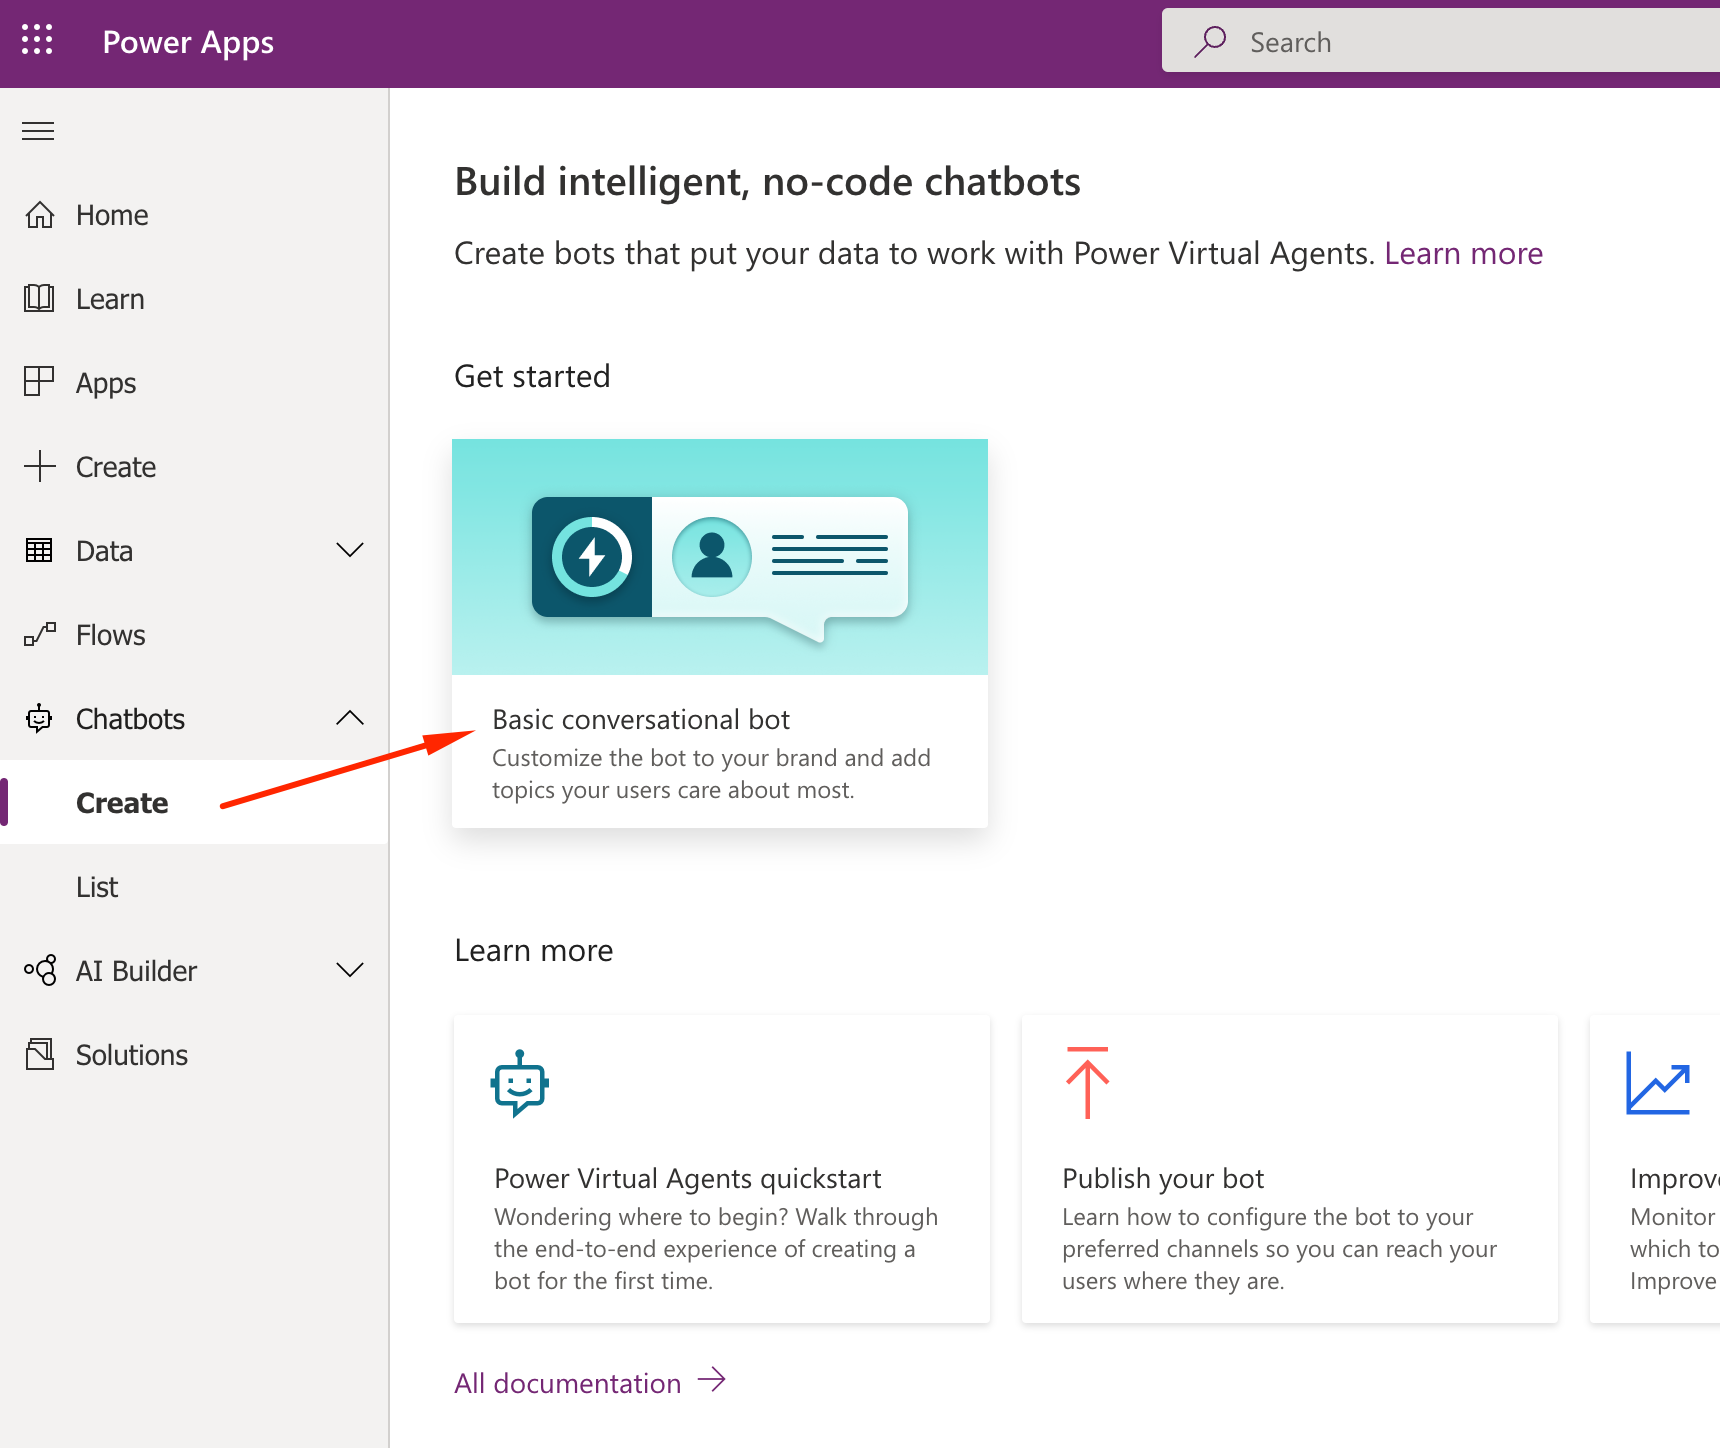 Power Apps
Search
Home
Learn
Apps
Create
Data
Flows
Chatbots
Create
List
AI Builder
Solutions
Build intelligent, no-code chatbots
Create bots that put your data to work with Power Virtual Agents. Learn more
Get started
Basic conversational bot
Customize the bot to your brand and add
topics your users care about most.
Learn more
Power Virtual Agents quickstart
Wondering where to begin? Walk through
the end-to-end experience of creating a
bot for the first time.
Publish your bot
Learn how to configure the bot to your
preferred channels so you can reach your
users where they are.
Monitor
which to
Improve
All documentation